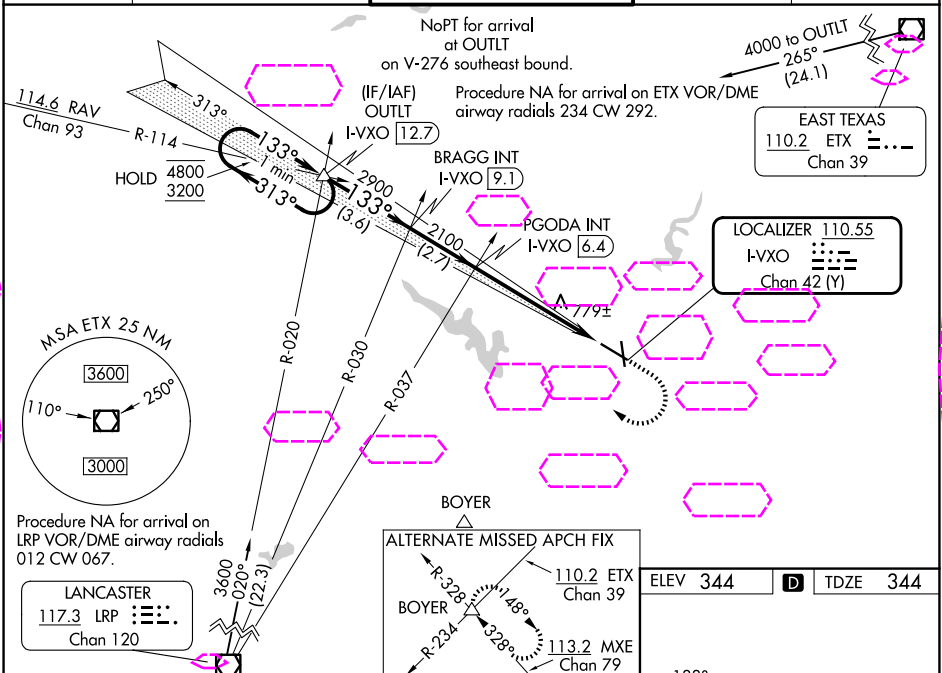 NoPT for arrival
at OUTLT
on V-276 southeast bound.
4000 to OUTLT
265°
(24.1)
Procedure NA for arrival on ETX VOR/DME
airway radials 234 CW 292.
EAST TEXAS
110.2 ETX
Chan 39
114.6 RAV
Chan 93
R-114
313°
(IF/IAF)
OUTLT
I-VXO 12.7
133°
1 min
313°
HOLD
4800
3200
BRAGG INT
I-VXO 9.1
2900
133°
(3.6)
PGODA INT
I-VXO 6.4
2100
(2.7)
LOCALIZER 110.55
I-VXO
Chan 42 (Y)
779±
MSA ETX 25 NM
3600
110°
250°
3000
R-020
R-030
R-037
Procedure NA for arrival on
LRP VOR/DME airway radials
012 CW 067.
LANCASTER
117.3 LRP
Chan 120
3600
020°
(22.3)
BOYER
ALTERNATE MISSED APCH FIX
R-328
110.2 ETX
Chan 39
BOYER
148°
R-234
328°
113.2 MXE
Chan 79
ELEV 344
D
TDZE 344